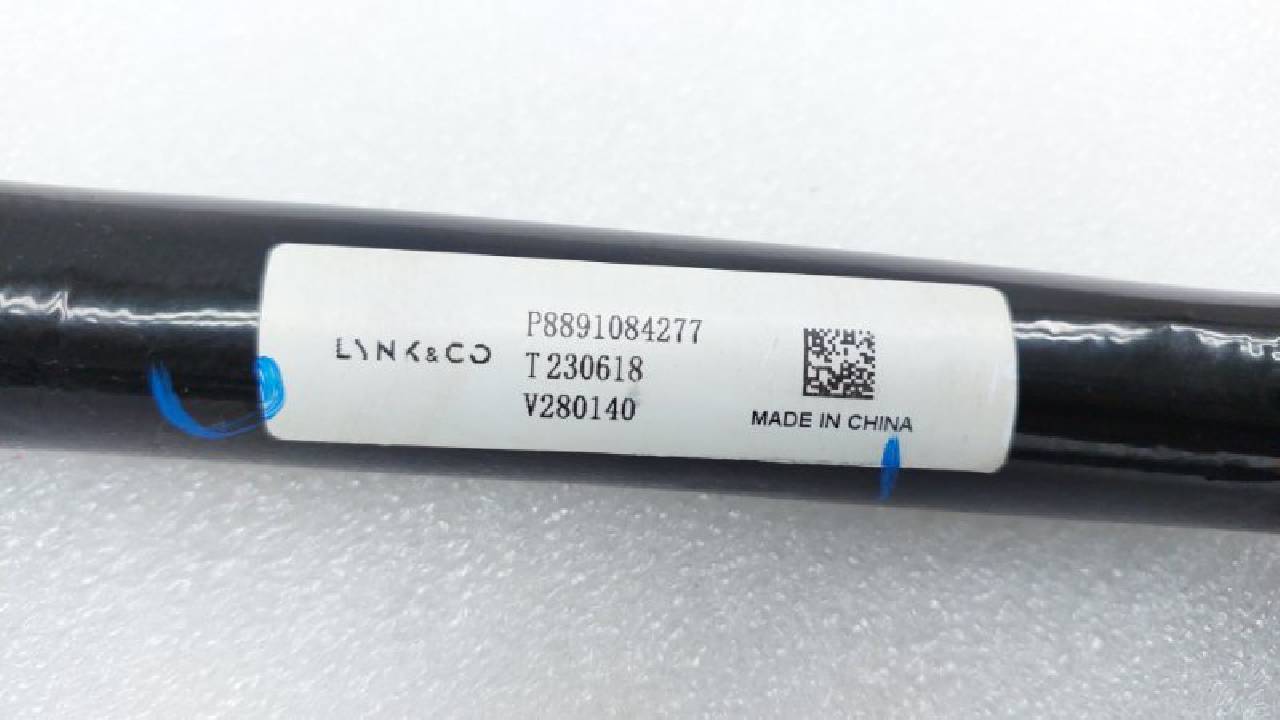 LYNK&CO
P8891084277
T230618
V280140
MADE IN CHINA